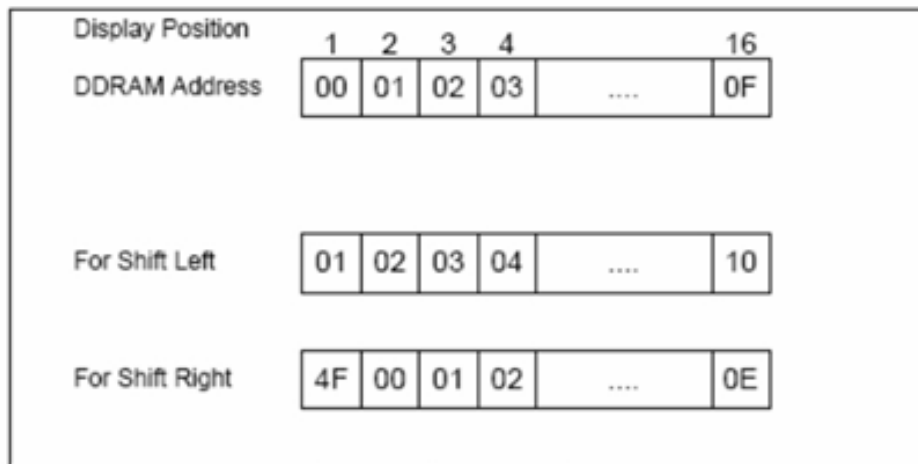 Display Position
1 2 3 4 16
DDRAM Address 00 01 02 03 .... 0F
For Shift Left 01 02 03 04 .... 10
For Shift Right 4F 00 01 02 .... 0E